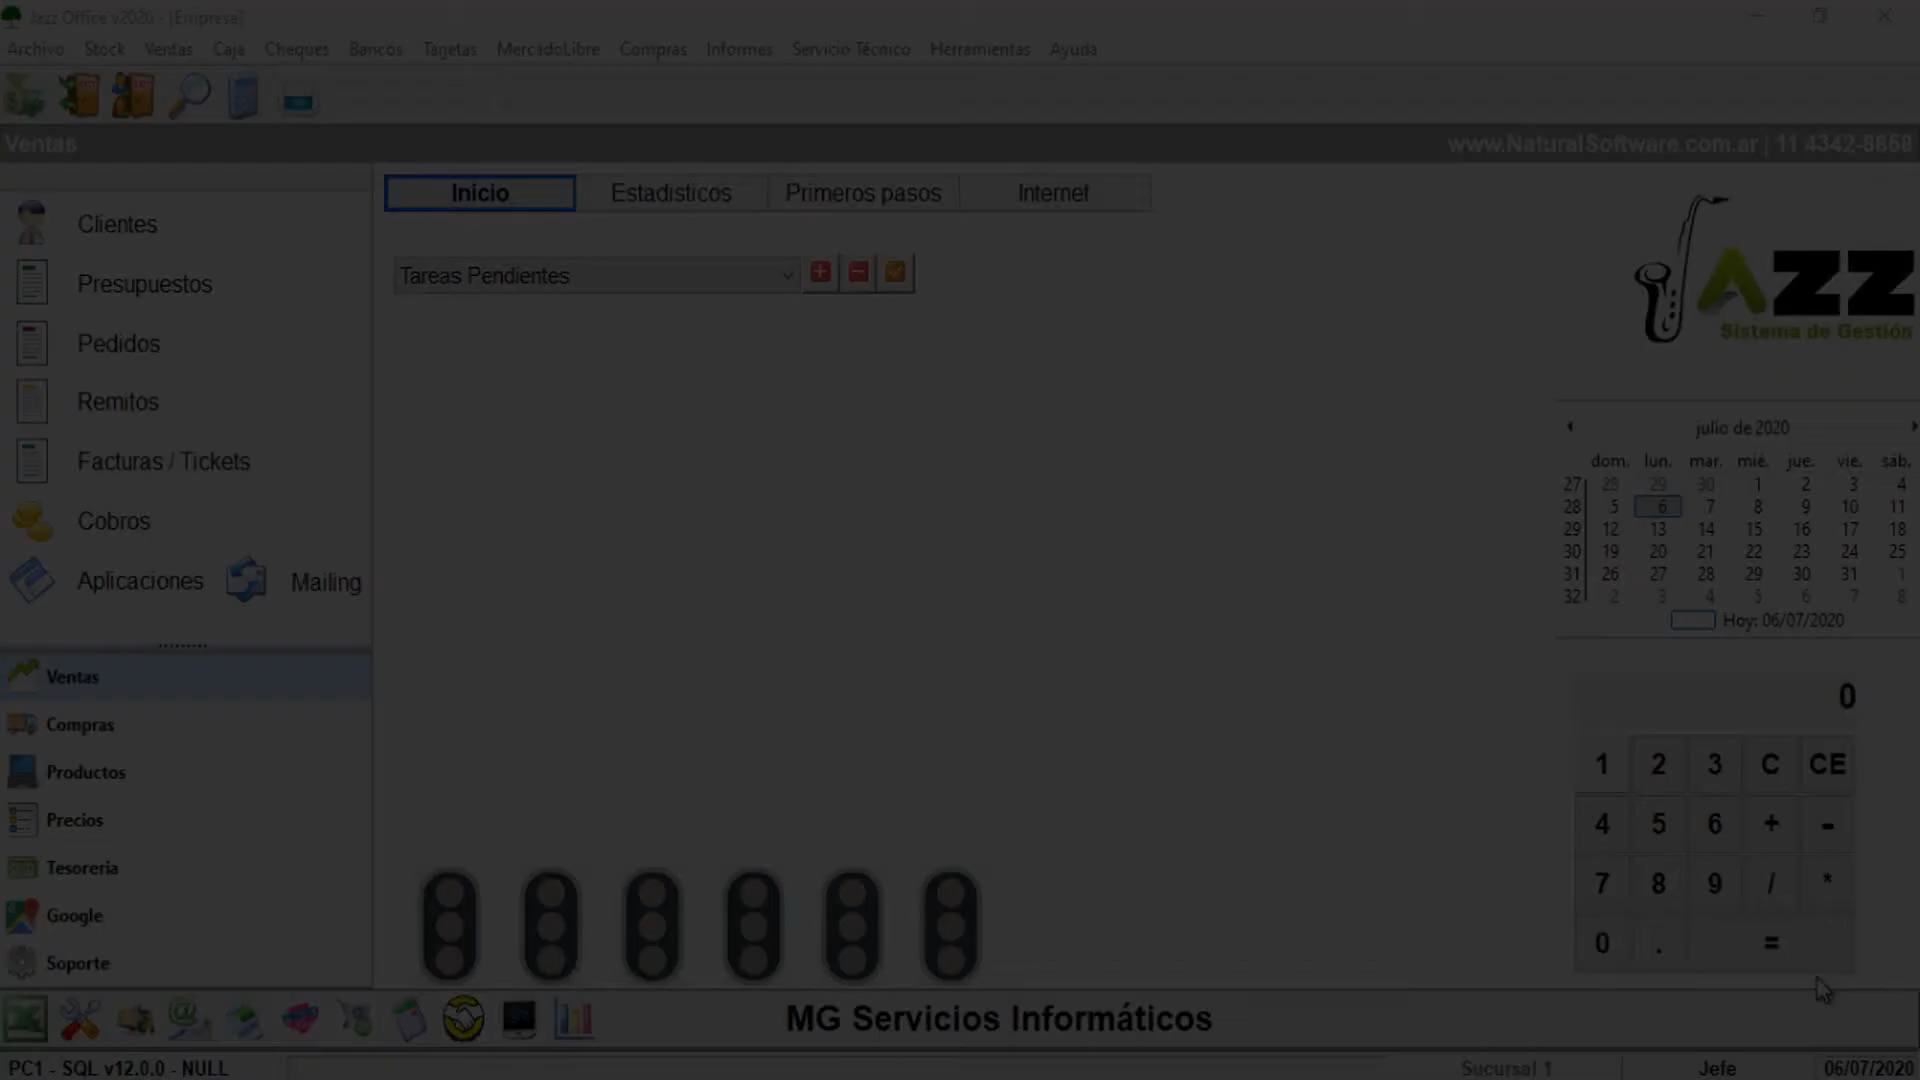 Jazz Office v2020 - [Empresa]
Archivo Stock Ventas Caja Cheques Bancos Tarjetas MercadoLibre Compras Informes Servicio Técnico Herramientas Ayuda
Ventas
www.NaturalSoftware.com.ar | 11 4342-8858
Inicio Estadisticos Primeros pasos Internet
Clientes
Presupuestos
Pedidos
Remitos
Facturas / Tickets
Cobros
Aplicaciones Mailing
Tareas Pendientes
JAZZ
Sistema de Gestión
julio de 2020
dom. lun. mar. mié. jue. vie. sáb.
27 28 29 30 1 2 3 4
28 5 6 7 8 9 10 11
29 12 13 14 15 16 17 18
30 19 20 21 22 23 24 25
31 26 27 28 29 30 31 1
32 2 3 4 5 6 7 8
Hoy: 06/07/2020
Ventas
Compras
Productos
Precios
Tesoreria
Google
Soporte
0
1 2 3 C CE
4 5 6 + -
7 8 9 / *
0 . =
MG Servicios Informáticos
PC1 - SQL v12.0.0 - NULL
Sucursal 1
Jefe
06/07/2020